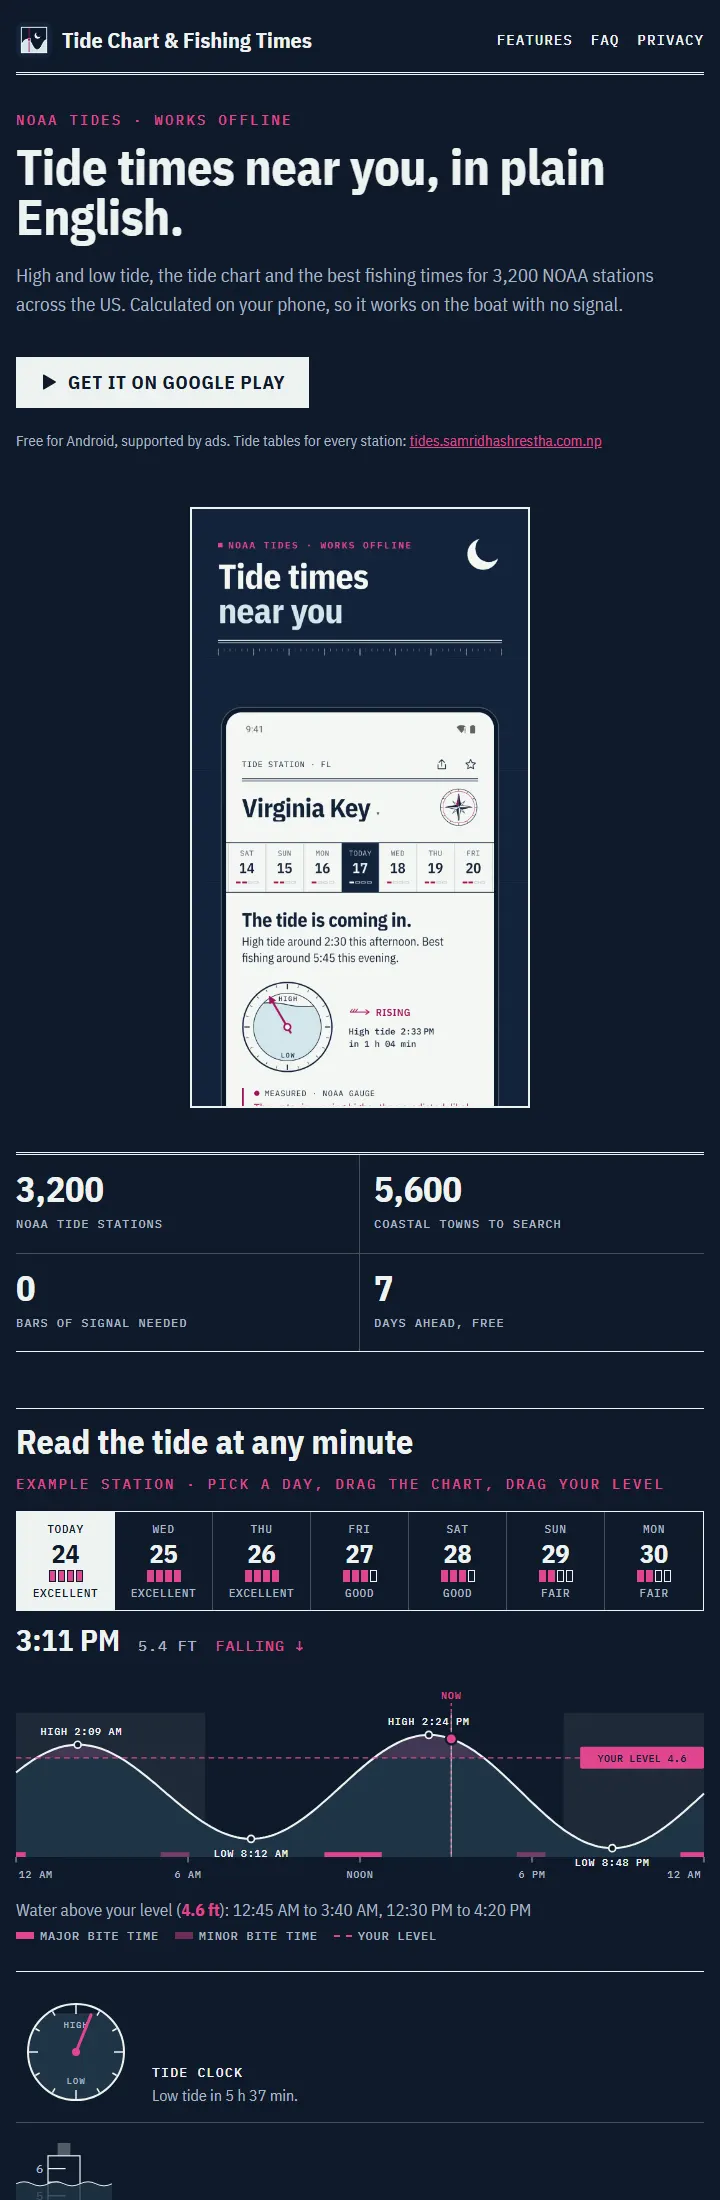 Tide Chart & Fishing Times
FEATURES FAQ PRIVACY
NOAA TIDES · WORKS OFFLINE
Tide times near you, in plain
English.
High and low tide, the tide chart and the best fishing times for 3,200 NOAA stations
across the US. Calculated on your phone, so it works on the boat with no signal.
GET IT ON GOOGLE PLAY
Free for Android, supported by ads. Tide tables for every station: tides.samridhashrestha.com.np
NOAA TIDES · WORKS OFFLINE
Tide times
near you
9:41
TIDE STATION · FL
Virginia Key
SAT SUN MON TODAY WED THU FRI
14 15 16 17 18 19 20
The tide is coming in.
High tide around 2:30 this afternoon. Best
fishing around 5:45 this evening.
HIGH
RISING
High tide 2:33 PM
in 1 h 04 min
LOW
MEASURED · NOAA GAUGE
3,200
NOAA TIDE STATIONS
5,600
COASTAL TOWNS TO SEARCH
0
BARS OF SIGNAL NEEDED
7
DAYS AHEAD, FREE
Read the tide at any minute
EXAMPLE STATION · PICK A DAY, DRAG THE CHART, DRAG YOUR LEVEL
TODAY WED THU FRI SAT SUN MON
24 25 26 27 28 29 30
EXCELLENT EXCELLENT EXCELLENT GOOD GOOD FAIR FAIR
3:11 PM 5.4 FT FALLING ↓
NOW
HIGH 2:09 AM
HIGH 2:24 PM
YOUR LEVEL 4.6
LOW 8:12 AM
LOW 8:48 PM
12 AM 6 AM NOON 6 PM 12 AM
Water above your level (4.6 ft): 12:45 AM to 3:40 AM, 12:30 PM to 4:20 PM
MAJOR BITE TIME MINOR BITE TIME YOUR LEVEL
HIGH
LOW
TIDE CLOCK
Low tide in 5 h 37 min.
6
5